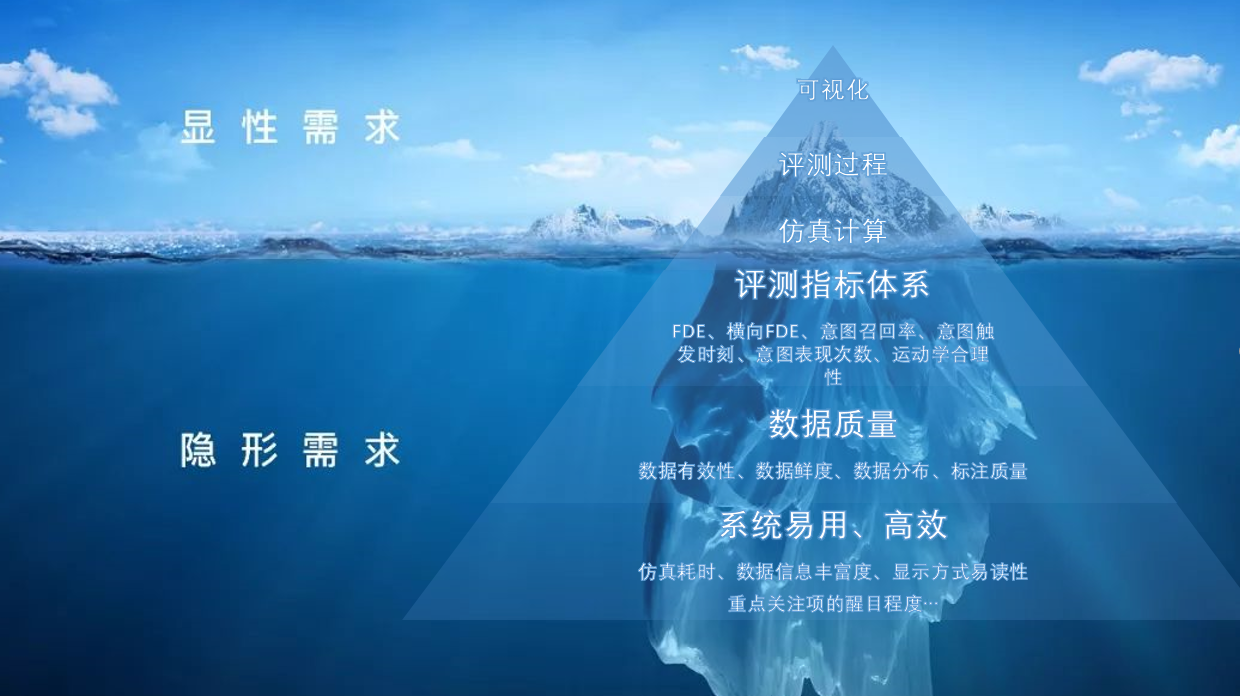 显性需求
可视化
评测过程
仿真计算
评测指标体系
FDE、横向FDE、意图召回率、意图触
发时刻、意图表现次数、运动学合理
性
隐形需求
数据质量
数据有效性、数据鲜度、数据分布、标注质量
系统易用、高效
仿真耗时、数据信息丰富度、显示方式易读性
重点关注项的醒目程度…